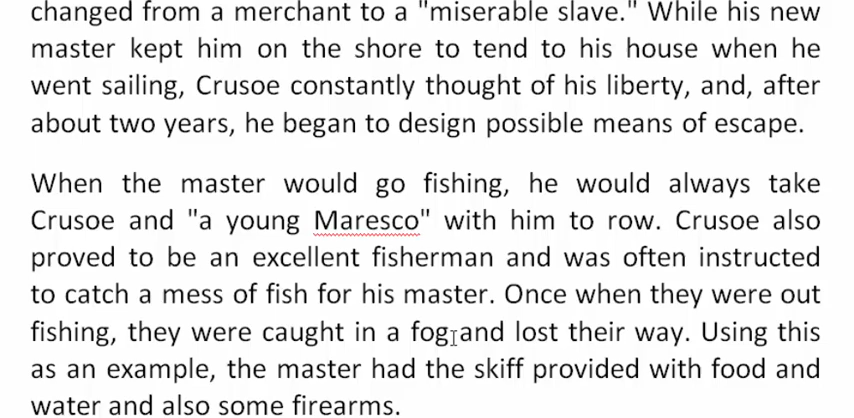 changed from a merchant to a "miserable slave." While his new
master kept him on the shore to tend to his house when he
went sailing, Crusoe constantly thought of his liberty, and, after
about two years, he began to design possible means of escape.
When the master would go fishing, he would always take
Crusoe and "a young Maresco" with him to row. Crusoe also
proved to be an excellent fisherman and was often instructed
to catch a mess of fish for his master. Once when they were out
fishing, they were caught in a fog and lost their way. Using this
as an example, the master had the skiff provided with food and
water and also some firearms.